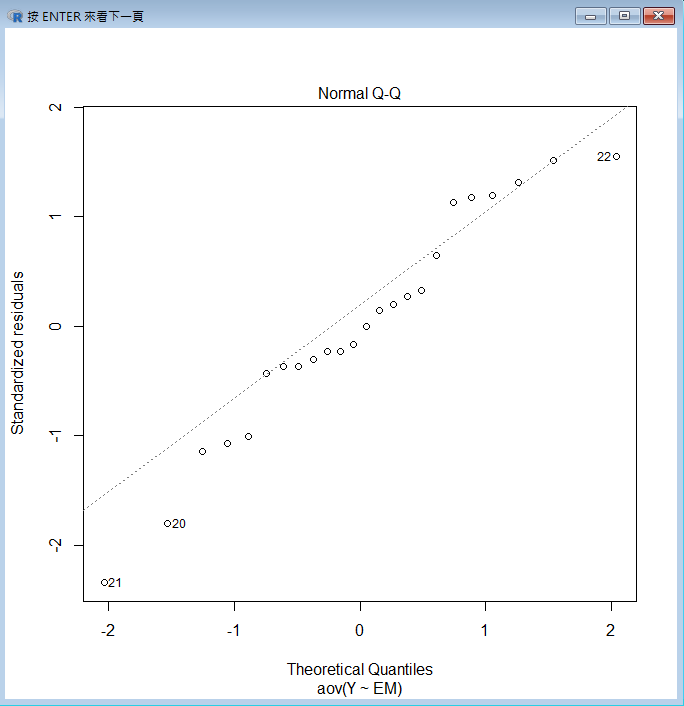 按 ENTER 來看下一頁
Normal Q-Q
2
1
0
-1
-2
Standardized residuals
22
20
21
-2
-1
0
1
2
Theoretical Quantiles
aov(Y ~ EM)